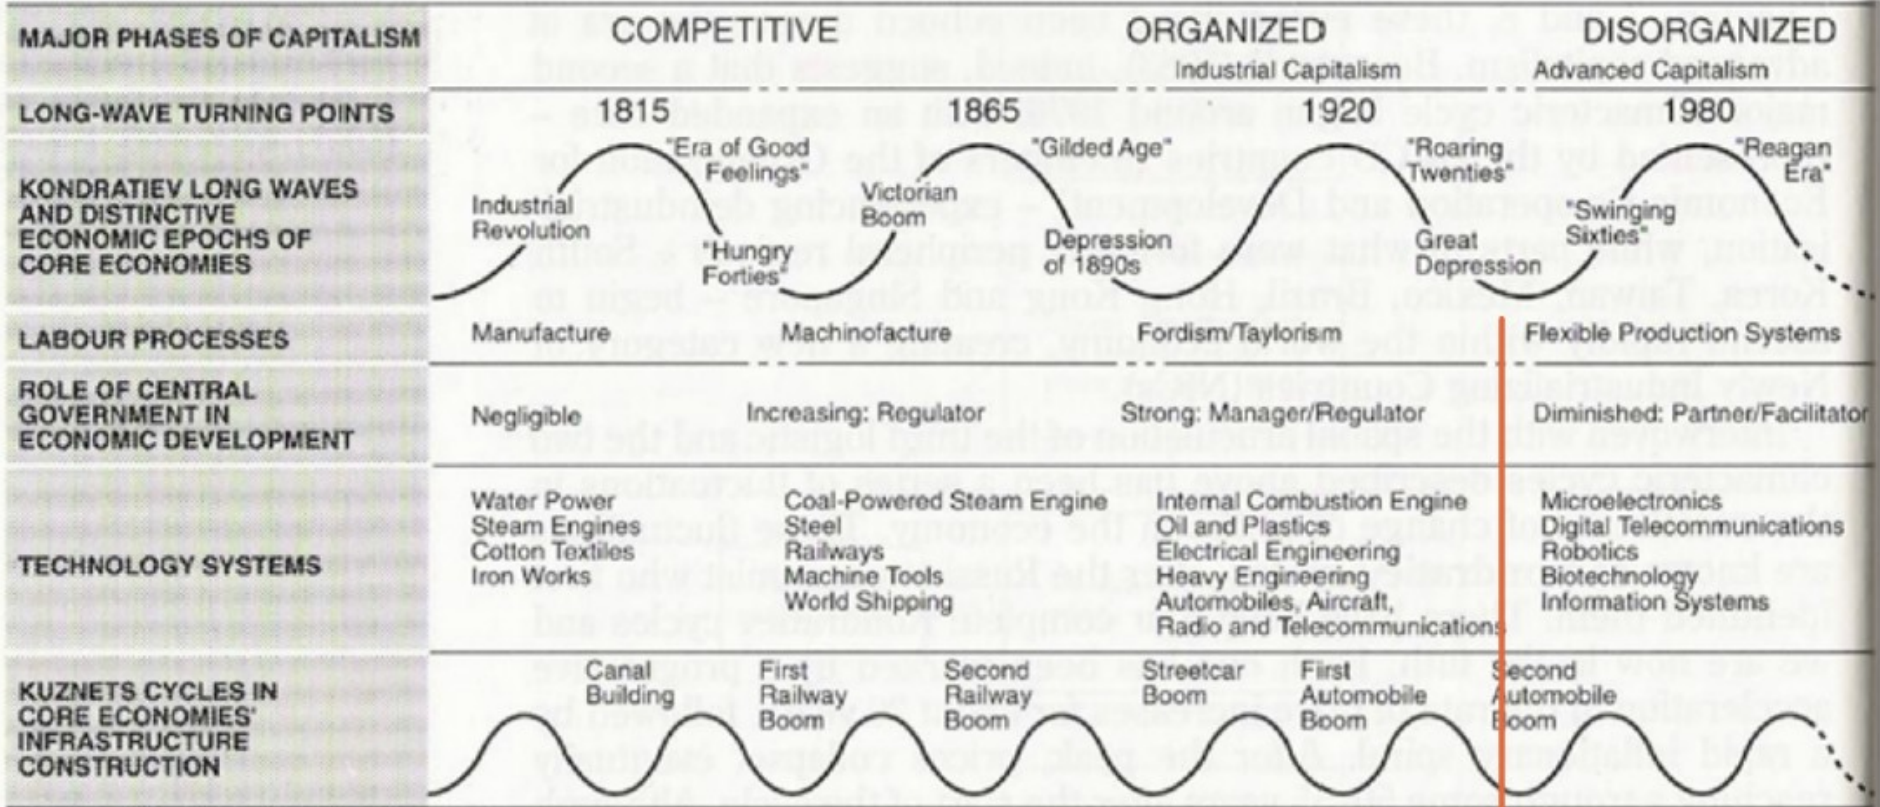 MAJOR PHASES OF CAPITALISM
COMPETITIVE
ORGANIZED
Industrial Capitalism
DISORGANIZED
Advanced Capitalism
LONG-WAVE TURNING POINTS
1815
1865
1920
1980
KONDRATIEV LONG WAVES
AND DISTINCTIVE
ECONOMIC EPOCHS OF
CORE ECONOMIES
Industrial
Revolution
"Era of Good
Feelings"
"Hungry
Forties"
Victorian
Boom
"Gilded Age"
Depression
of 1890s
"Roaring
Twenties"
Great
Depression
"Swinging
Sixties"
"Reagan
Era"
LABOUR PROCESSES
Manufacture
Machinofacture
Fordism/Taylorism
Flexible Production Systems
ROLE OF CENTRAL
GOVERNMENT IN
ECONOMIC DEVELOPMENT
Negligible
Increasing: Regulator
Strong: Manager/Regulator
Diminished: Partner/Facilitator
TECHNOLOGY SYSTEMS
Water Power
Steam Engines
Cotton Textiles
Iron Works
Coal-Powered Steam Engine
Steel
Railways
Machine Tools
World Shipping
Internal Combustion Engine
Oil and Plastics
Electrical Engineering
Heavy Engineering
Automobiles, Aircraft,
Radio and Telecommunications
Microelectronics
Digital Telecommunications
Robotics
Biotechnology
Information Systems
KUZNETS CYCLES IN
CORE ECONOMIES'
INFRASTRUCTURE
CONSTRUCTION
Canal
Building
First
Railway
Boom
Second
Railway
Boom
Streetcar
Boom
First
Automobile
Boom
Second
Automobile
Boom